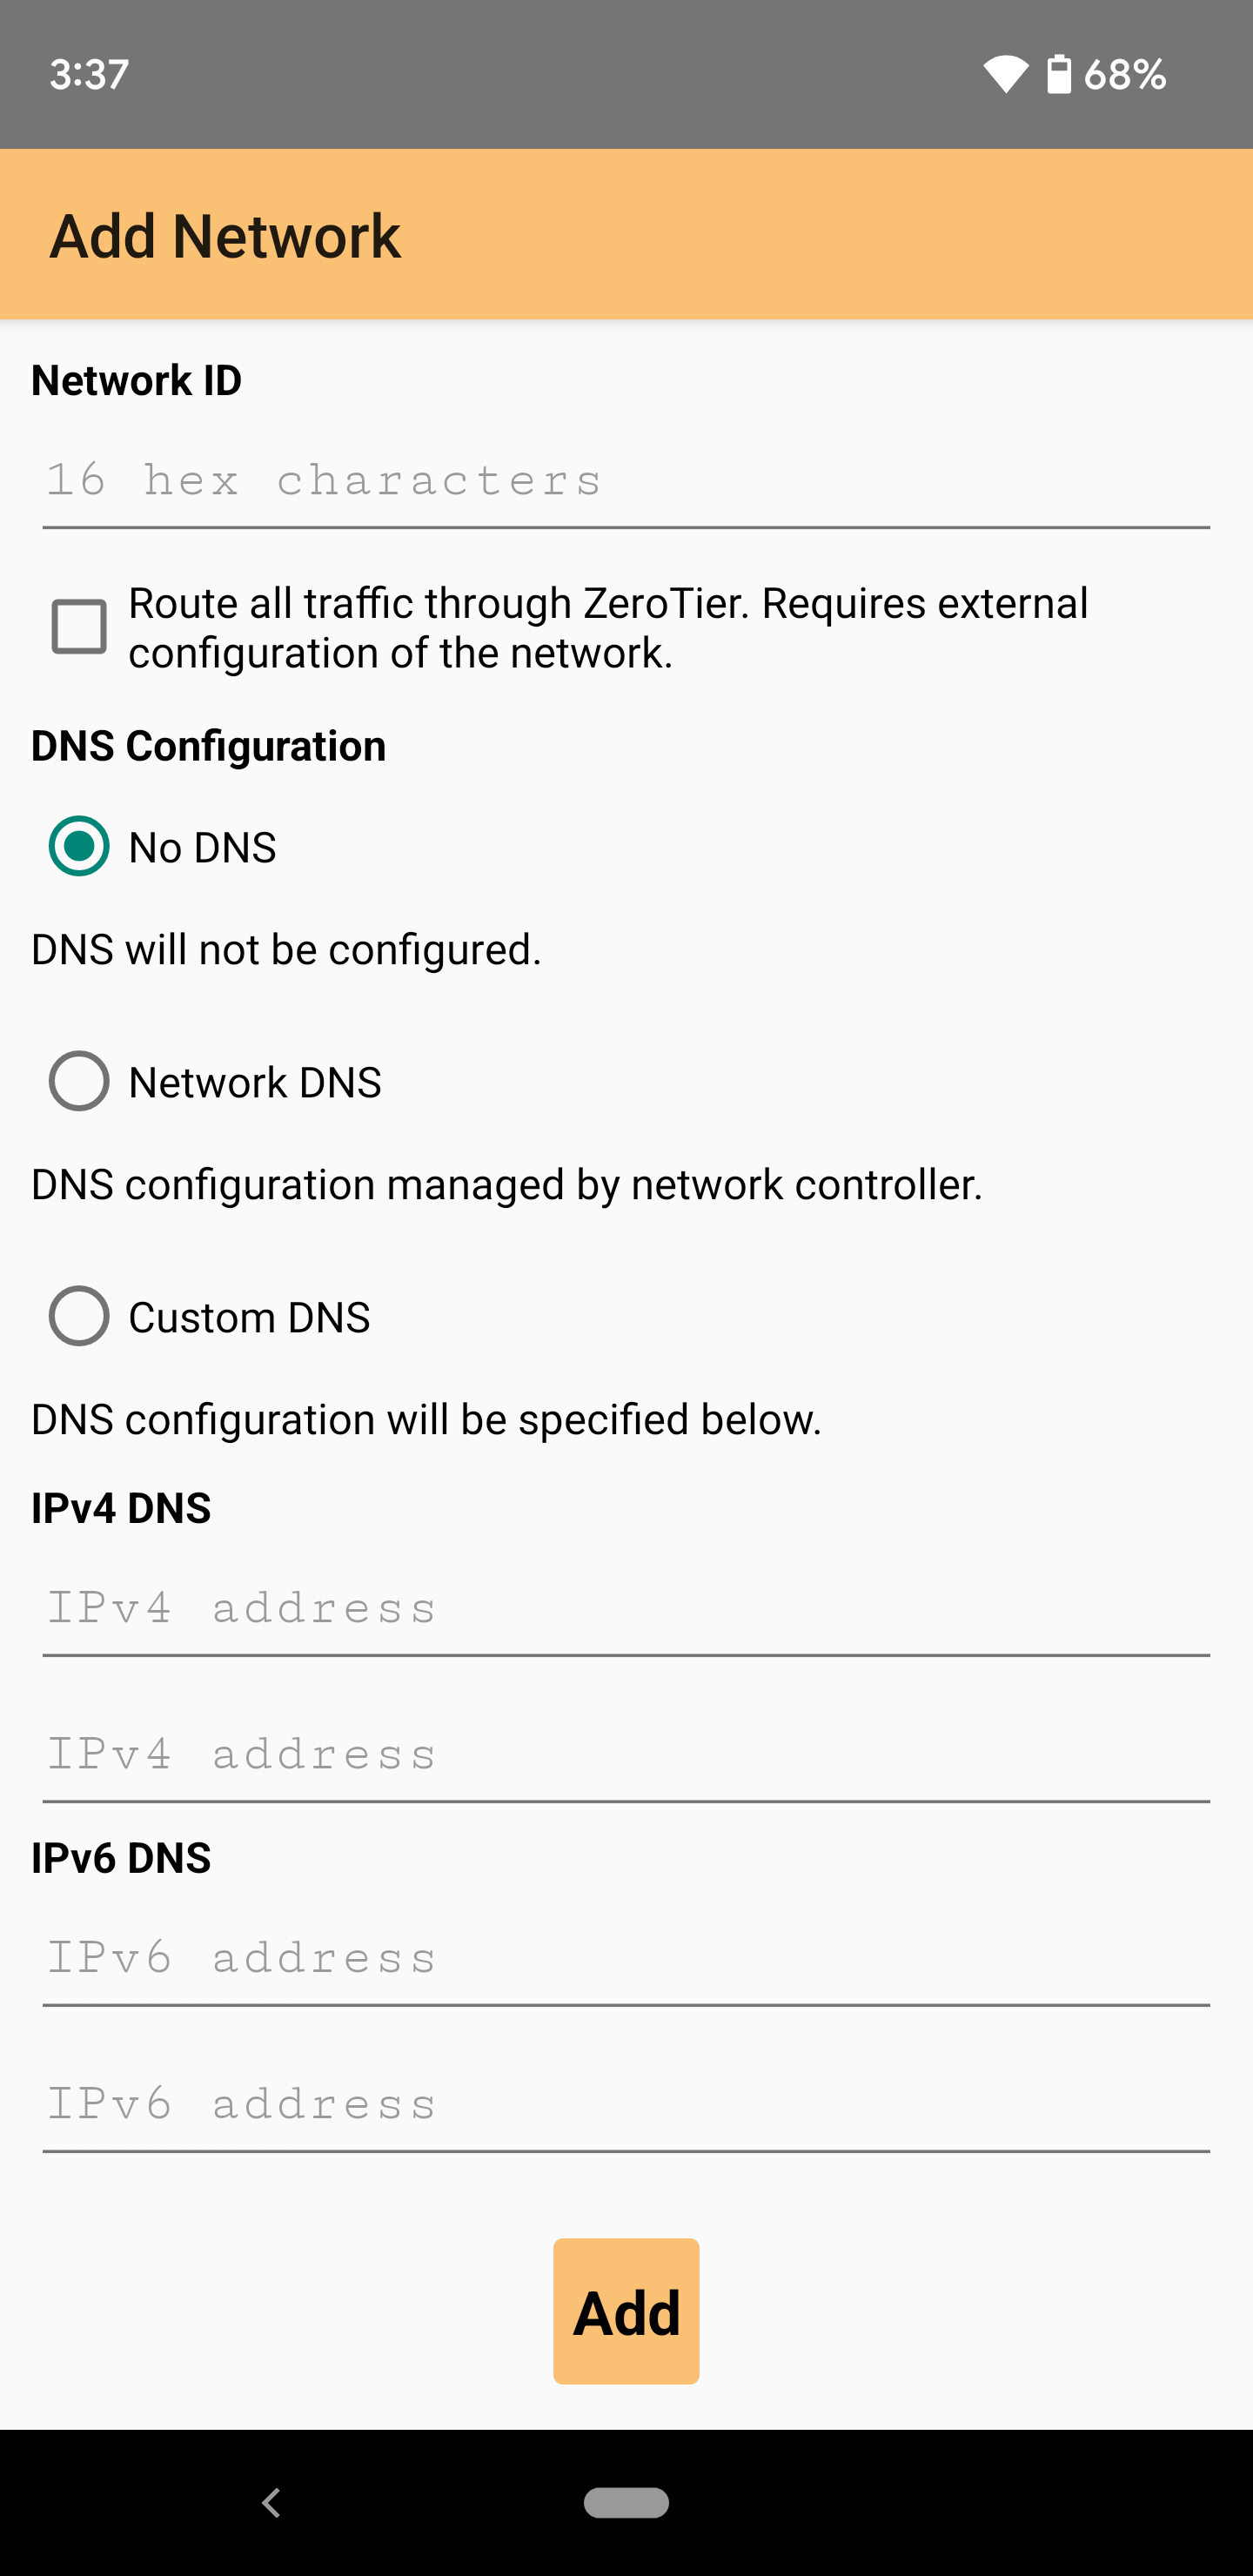 3:37
68%
Add Network
Network ID
16 hex characters
Route all traffic through ZeroTier. Requires external
configuration of the network.
DNS Configuration
No DNS
DNS will not be configured.
Network DNS
DNS configuration managed by network controller.
Custom DNS
DNS configuration will be specified below.
IPv4 DNS
IPv4 address
IPv4 address
IPv6 DNS
IPv6 address
IPv6 address
Add